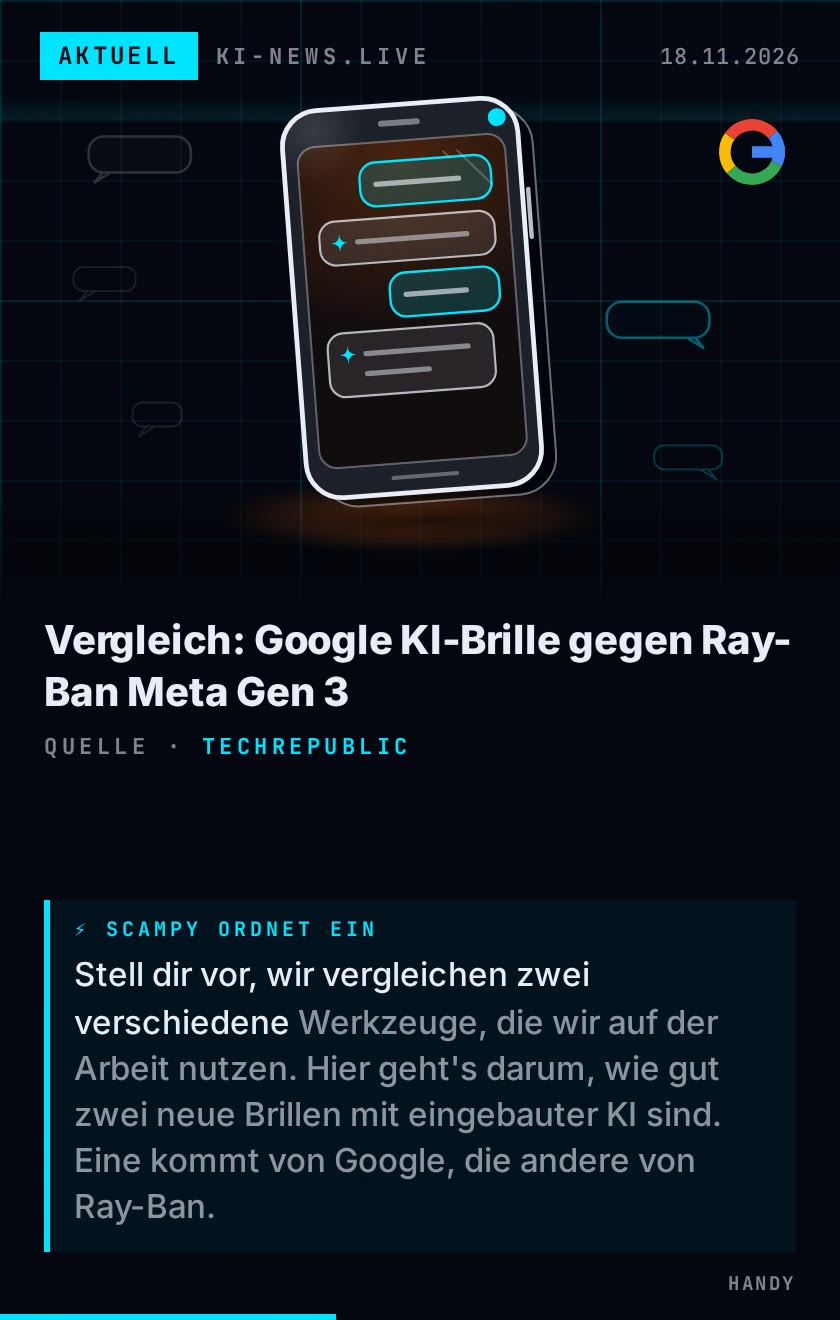 AKTUELL KI-NEWS.LIVE 18.11.2026
Vergleich: Google KI-Brille gegen Ray-
Ban Meta Gen 3
QUELLE · TECHREPUBLIC
⚡ SCAMPY ORDNET EIN
Stell dir vor, wir vergleichen zwei
verschiedene Werkzeuge, die wir auf der
Arbeit nutzen. Hier geht's darum, wie gut
zwei neue Brillen mit eingebauter KI sind.
Eine kommt von Google, die andere von
Ray-Ban.
HANDY